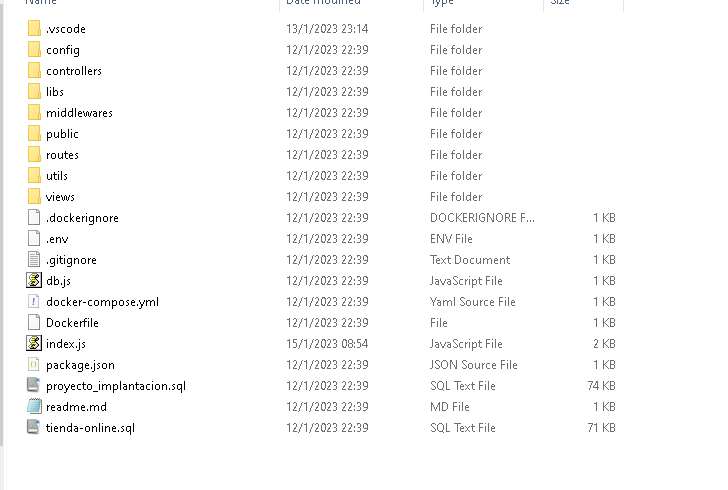 Name Date modified Type Size
.vscode 13/1/2023 23:14 File folder
config 12/1/2023 22:39 File folder
controllers 12/1/2023 22:39 File folder
libs 12/1/2023 22:39 File folder
middlewares 12/1/2023 22:39 File folder
public 12/1/2023 22:39 File folder
routes 12/1/2023 22:39 File folder
utils 12/1/2023 22:39 File folder
views 12/1/2023 22:39 File folder
.dockerignore 12/1/2023 22:39 DOCKERIGNORE F... 1 KB
.env 12/1/2023 22:39 ENV File 1 KB
.gitignore 12/1/2023 22:39 Text Document 1 KB
db.js 12/1/2023 22:39 JavaScript File 1 KB
docker-compose.yml 12/1/2023 22:39 Yaml Source File 1 KB
Dockerfile 12/1/2023 22:39 File 1 KB
index.js 15/1/2023 08:54 JavaScript File 2 KB
package.json 12/1/2023 22:39 JSON Source File 1 KB
proyecto_implantacion.sql 12/1/2023 22:39 SQL Text File 74 KB
readme.md 12/1/2023 22:39 MD File 1 KB
tienda-online.sql 12/1/2023 22:39 SQL Text File 71 KB